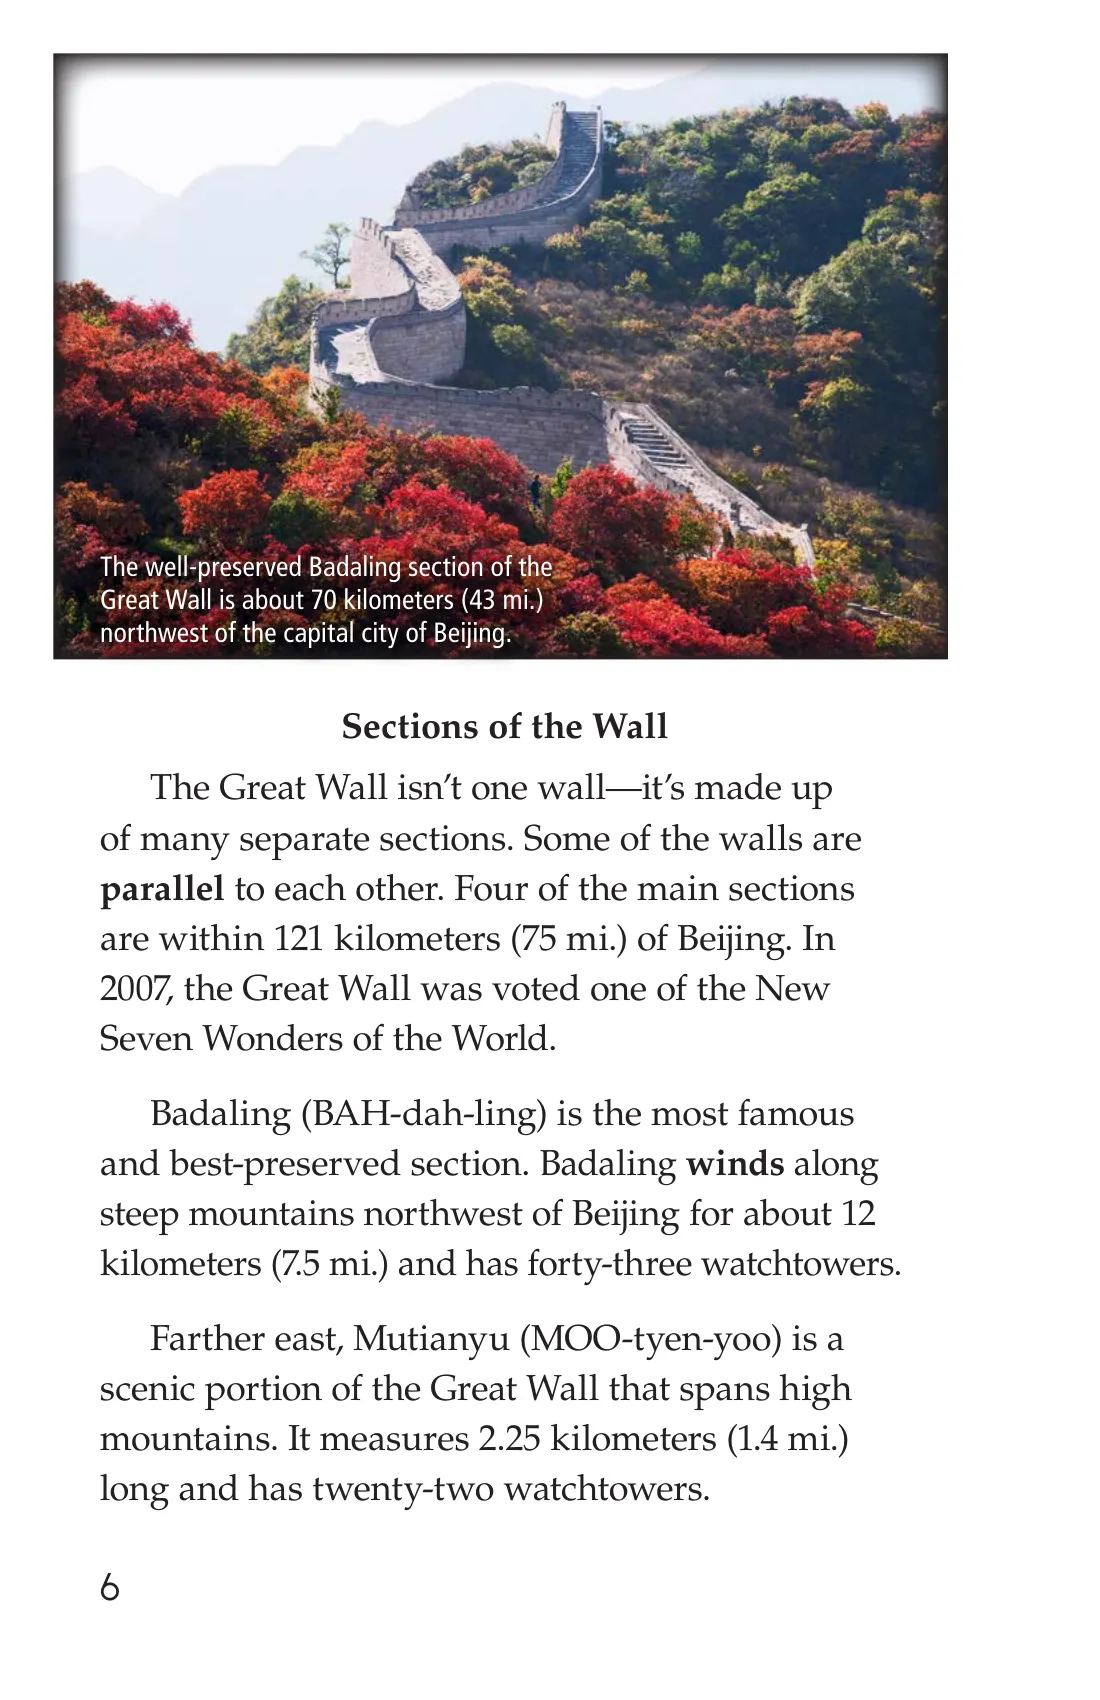 The well-preserved Badaling section of the
Great Wall is about 70 kilometers (43 mi.)
northwest of the capital city of Beijing.
Sections of the Wall
The Great Wall isn’t one wall—it’s made up
of many separate sections. Some of the walls are
parallel to each other. Four of the main sections
are within 121 kilometers (75 mi.) of Beijing. In
2007, the Great Wall was voted one of the New
Seven Wonders of the World.
Badaling (BAH-dah-ling) is the most famous
and best-preserved section. Badaling winds along
steep mountains northwest of Beijing for about 12
kilometers (7.5 mi.) and has forty-three watchtowers.
Farther east, Mutianyu (MOO-tyen-yoo) is a
scenic portion of the Great Wall that spans high
mountains. It measures 2.25 kilometers (1.4 mi.)
long and has twenty-two watchtowers.
6